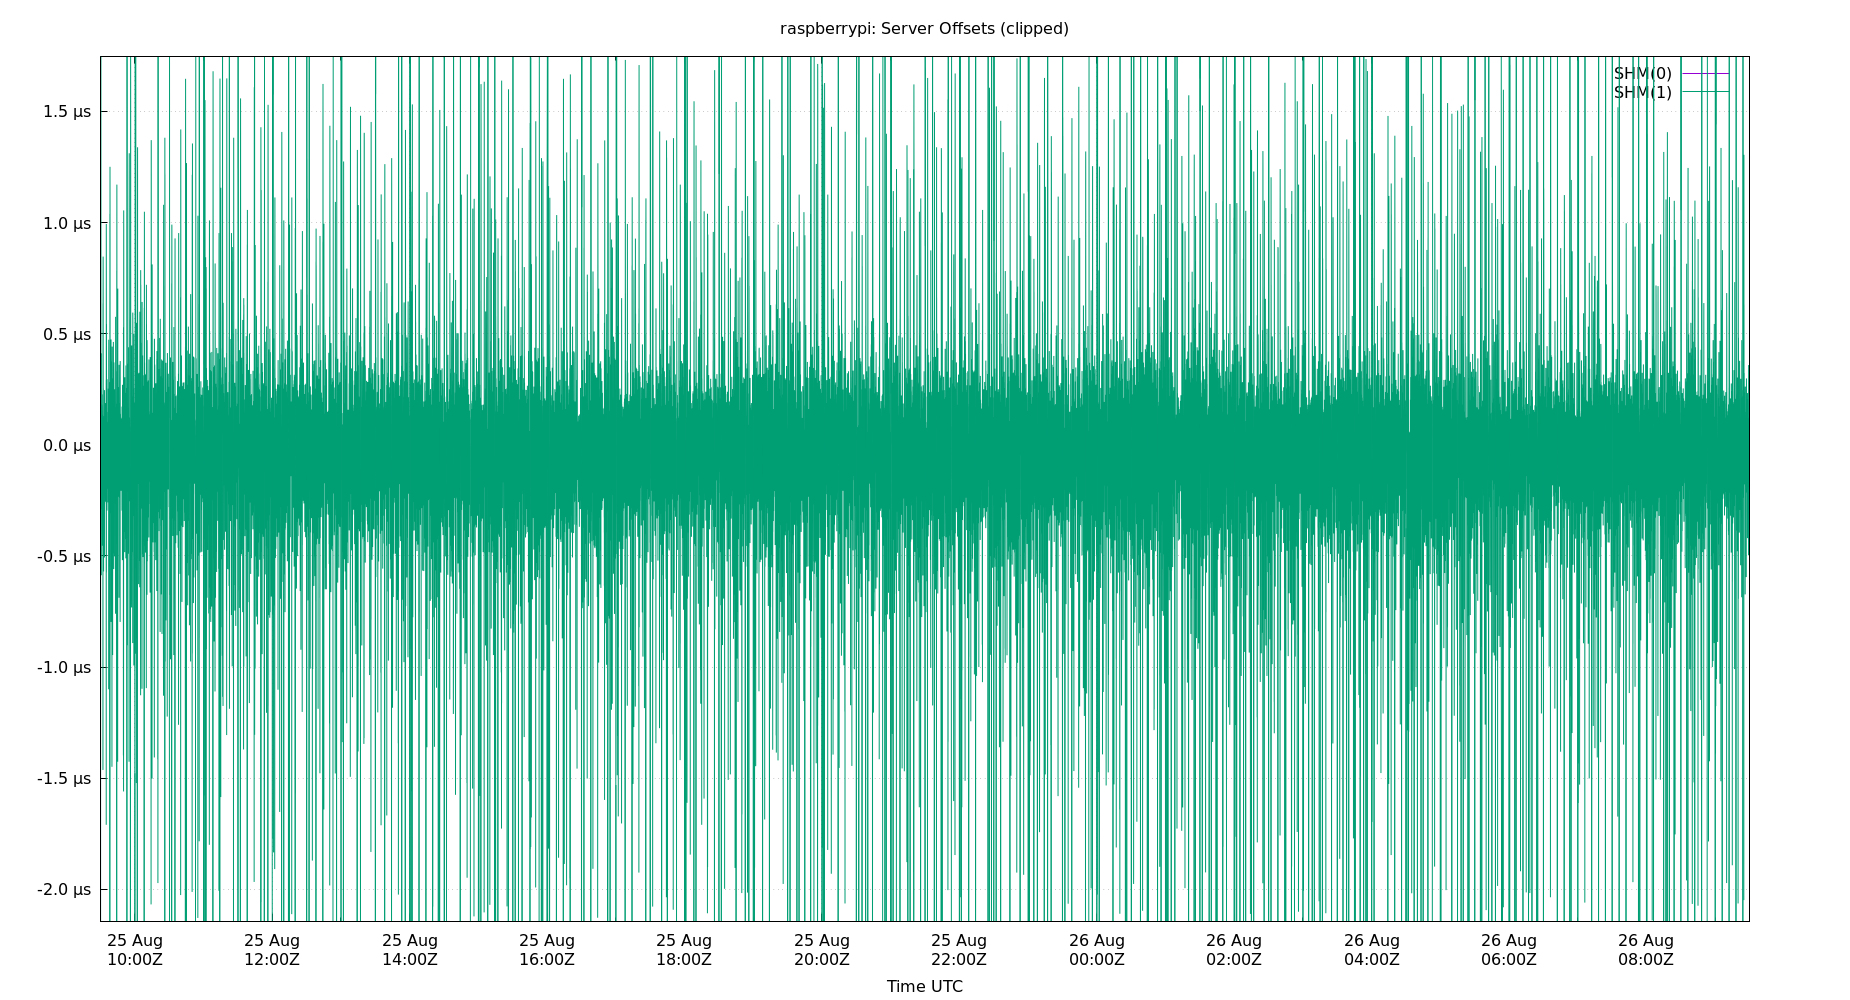 raspberrypi: Server Offsets (clipped)
SHM(0)
SHM(1)
1.5 µs
1.0 µs
0.5 µs
0.0 µs
-0.5 µs
-1.0 µs
-1.5 µs
-2.0 µs
25 Aug 25 Aug 25 Aug 25 Aug 25 Aug 25 Aug 25 Aug 26 Aug 26 Aug 26 Aug 26 Aug 26 Aug
10:00Z 12:00Z 14:00Z 16:00Z 18:00Z 20:00Z 22:00Z 00:00Z 02:00Z 04:00Z 06:00Z 08:00Z
Time UTC